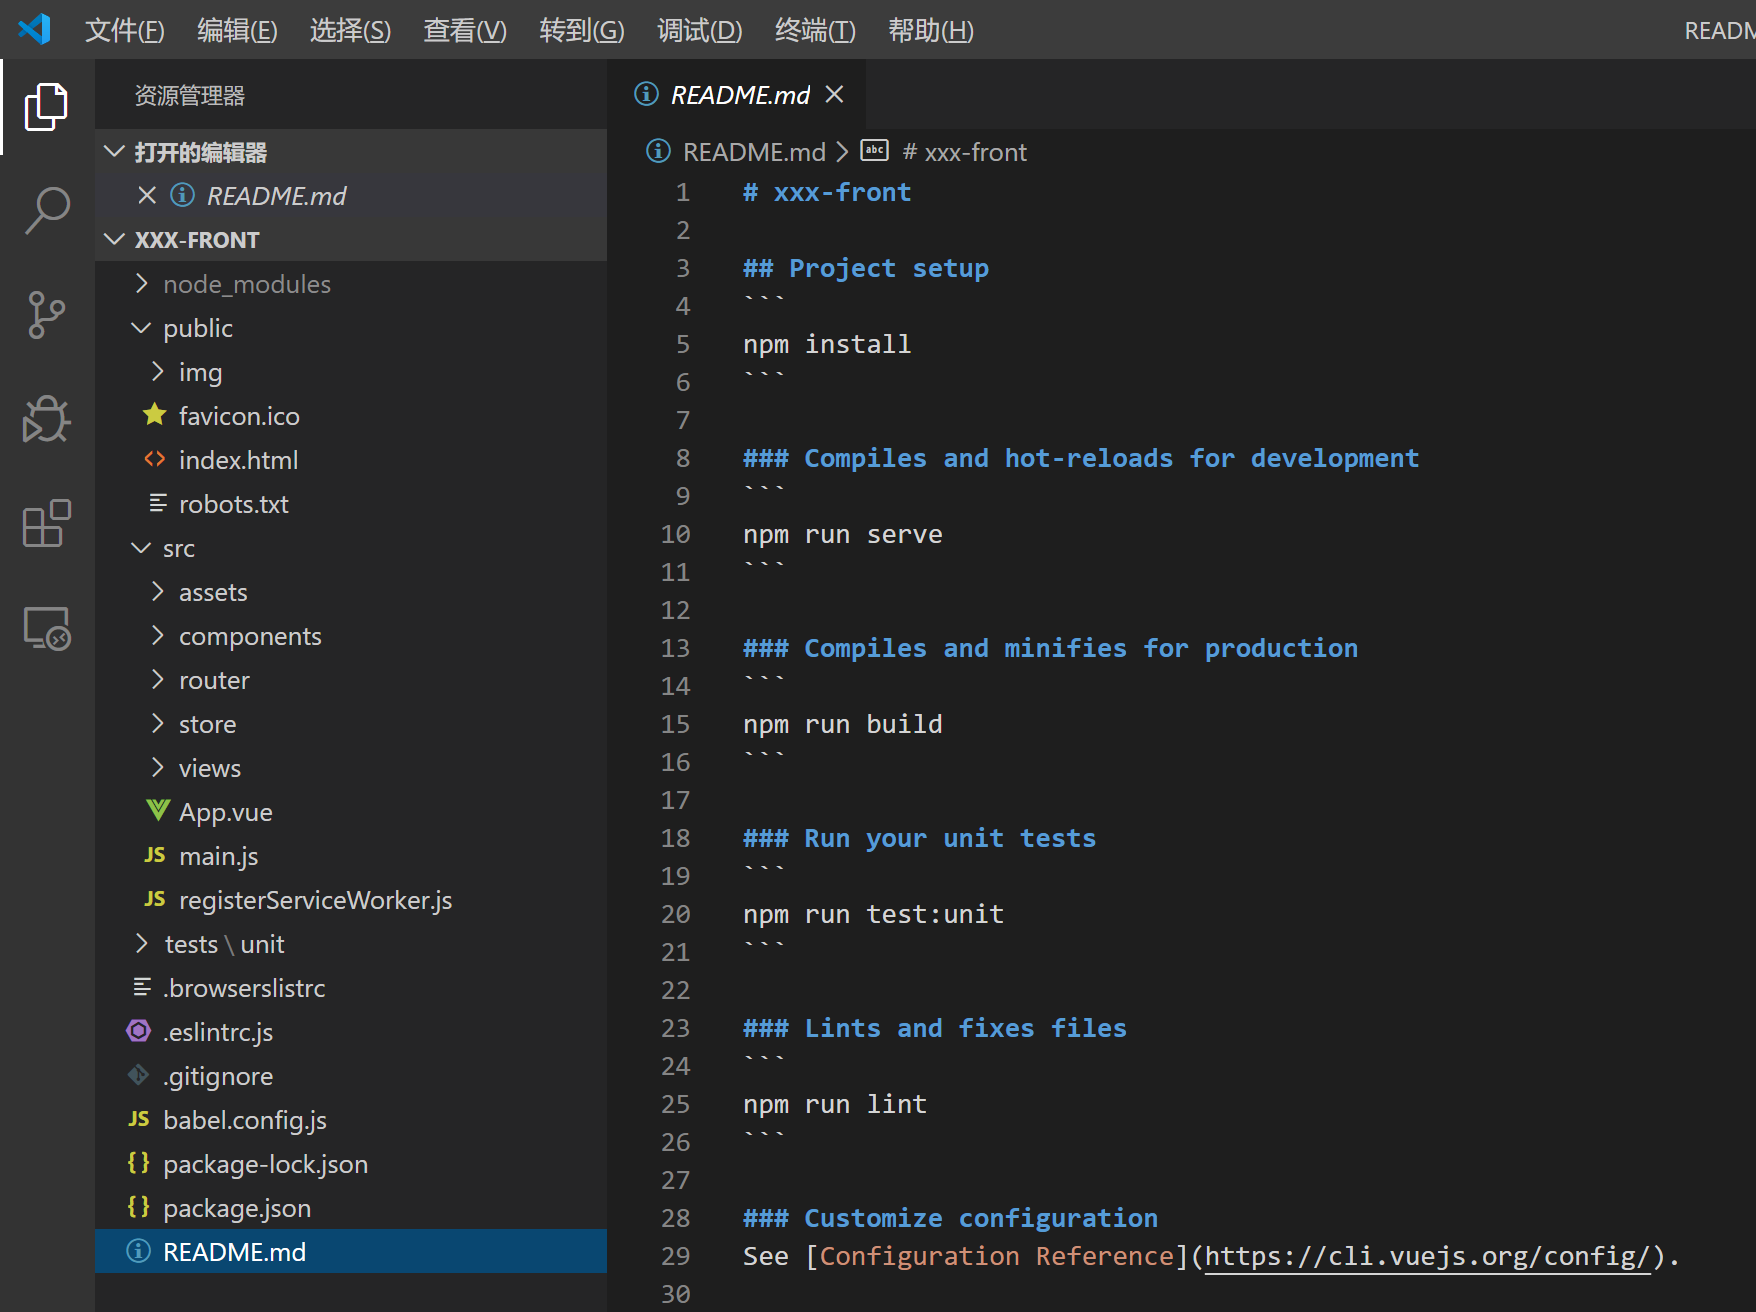 文件(F) 编辑(E) 选择(S) 查看(V) 转到(G) 调试(D) 终端(T) 帮助(H)
资源管理器
打开的编辑器
README.md
XXX-FRONT
node_modules
public
img
favicon.ico
index.html
robots.txt
src
assets
components
router
store
views
App.vue
JS main.js
JS registerServiceWorker.js
tests \ unit
.browserslistrc
.eslintrc.js
.gitignore
JS babel.config.js
{} package-lock.json
{} package.json
README.md
README.md
README.md > abc # xxx-front
1 # xxx-front
2
3 ## Project setup
4 ```
5 npm install
6 ```
7
8 ### Compiles and hot-reloads for development
9 ```
10 npm run serve
11 ```
12
13 ### Compiles and minifies for production
14 ```
15 npm run build
16 ```
17
18 ### Run your unit tests
19 ```
20 npm run test:unit
21 ```
22
23 ### Lints and fixes files
24 ```
25 npm run lint
26 ```
27
28 ### Customize configuration
29 See [Configuration Reference](https://cli.vuejs.org/config/).
30